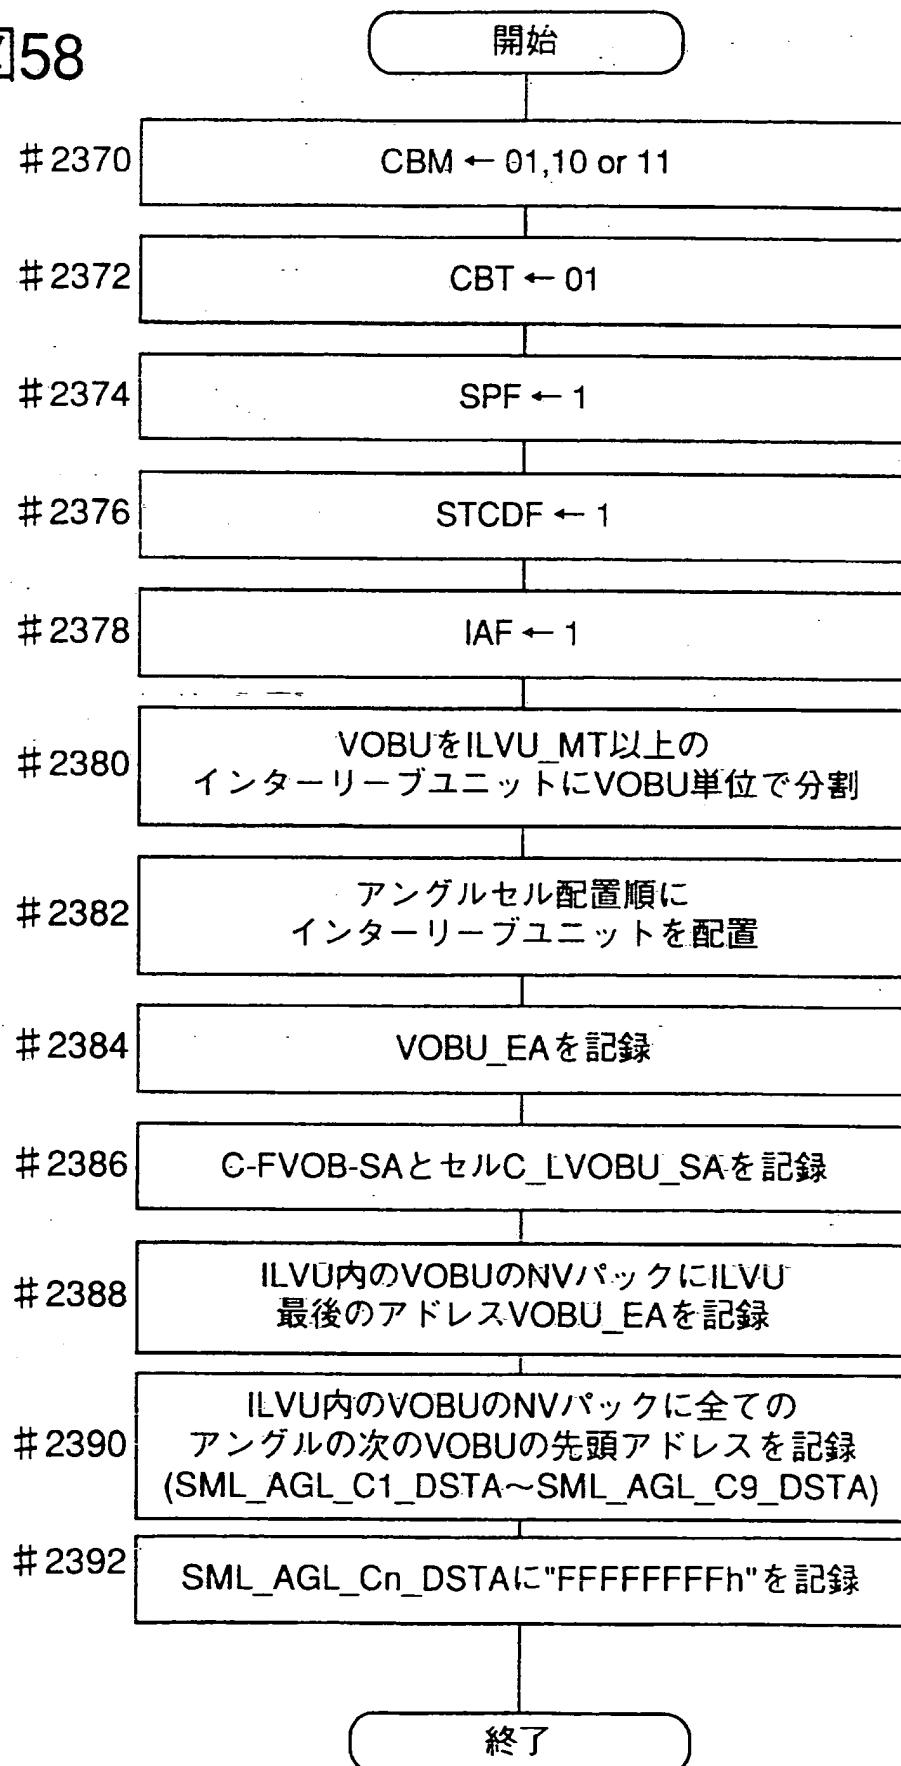 図58
開始
#2370
CBM ← 01,10 or 11
#2372
CBT ← 01
#2374
SPF ← 1
#2376
STCDF ← 1
#2378
IAF ← 1
#2380
VOBUをILVU_MT以上の
インターリーブユニットにVOBU単位で分割
#2382
アングルセル配置順に
インターリーブユニットを配置
#2384
VOBU_EAを記録
#2386
C-FVOB-SAとセルC_LVOBU_SAを記録
#2388
ILVU内のVOBUのNVパックにILVU
最後のアドレスVOBU_EAを記録
#2390
ILVU内のVOBUのNVパックに全ての
アングルの次のVOBUの先頭アドレスを記録
(SML_AGL_C1_DSTA～SML_AGL_C9_DSTA)
#2392
SML_AGL_Cn_DSTAに"FFFFFFFFh"を記録
終了